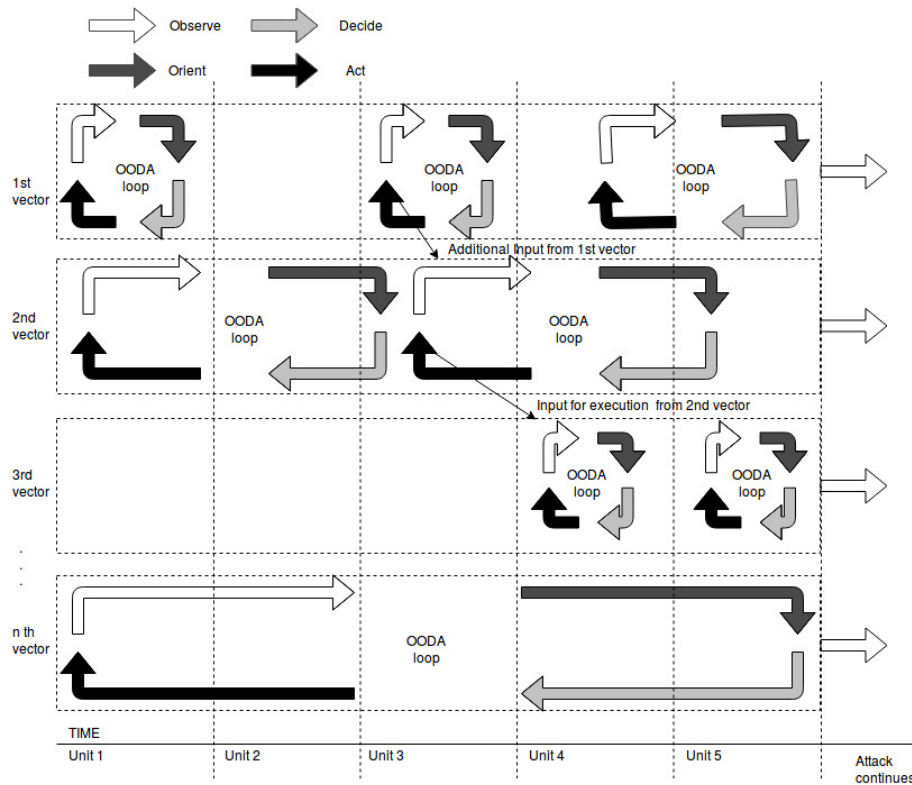 Observe
Decide
Orient
Act
1st
vector
OODA
loop
OODA
loop
OODA
loop
Additional Input from 1st vector
2nd
vector
OODA
loop
OODA
loop
Input for execution from 2nd vector
3rd
vector
OODA
loop
OODA
loop
.
.
.
n th
vector
OODA
loop
TIME
Unit 1
Unit 2
Unit 3
Unit 4
Unit 5
Attack
continues